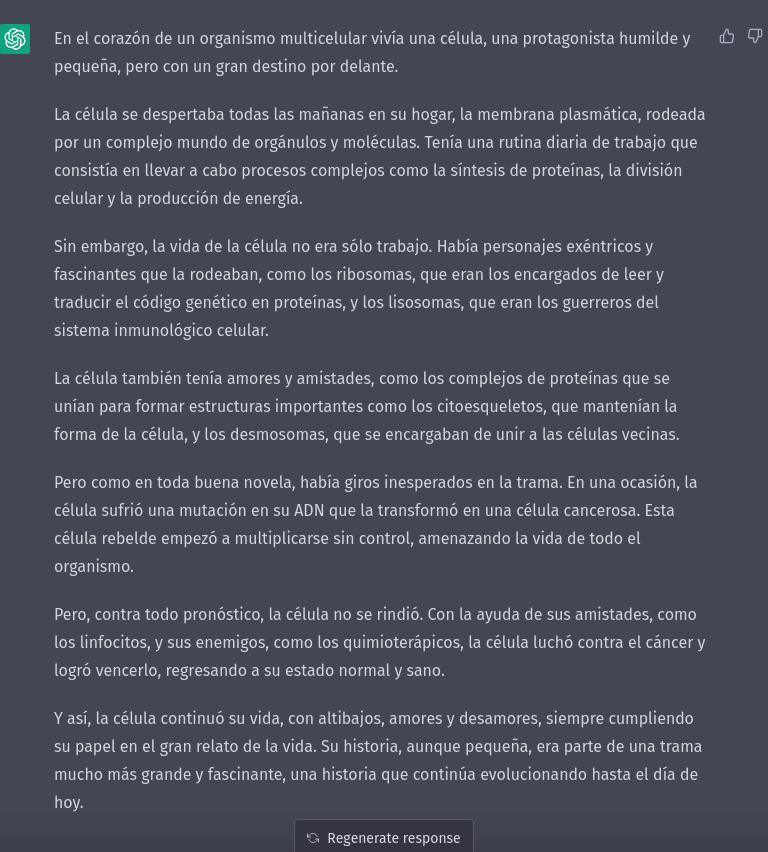 En el corazón de un organismo multicelular vivía una célula, una protagonista humilde y
pequeña, pero con un gran destino por delante.
La célula se despertaba todas las mañanas en su hogar, la membrana plasmática, rodeada
por un complejo mundo de orgánulos y moléculas. Tenía una rutina diaria de trabajo que
consistía en llevar a cabo procesos complejos como la síntesis de proteínas, la división
celular y la producción de energía.
Sin embargo, la vida de la célula no era sólo trabajo. Había personajes exéntricos y
fascinantes que la rodeaban, como los ribosomas, que eran los encargados de leer y
traducir el código genético en proteínas, y los lisosomas, que eran los guerreros del
sistema inmunológico celular.
La célula también tenía amores y amistades, como los complejos de proteínas que se
unían para formar estructuras importantes como los citoesqueletos, que mantenían la
forma de la célula, y los desmosomas, que se encargaban de unir a las células vecinas.
Pero como en toda buena novela, había giros inesperados en la trama. En una ocasión, la
célula sufrió una mutación en su ADN que la transformó en una célula cancerosa. Esta
célula rebelde empezó a multiplicarse sin control, amenazando la vida de todo el
organismo.
Pero, contra todo pronóstico, la célula no se rindió. Con la ayuda de sus amistades, como
los linfocitos, y sus enemigos, como los quimioterápicos, la célula luchó contra el cáncer y
logró vencerlo, regresando a su estado normal y sano.
Y así, la célula continuó su vida, con altibajos, amores y desamores, siempre cumpliendo
su papel en el gran relato de la vida. Su historia, aunque pequeña, era parte de una trama
mucho más grande y fascinante, una historia que continúa evolucionando hasta el día de
hoy.
Regenerate response